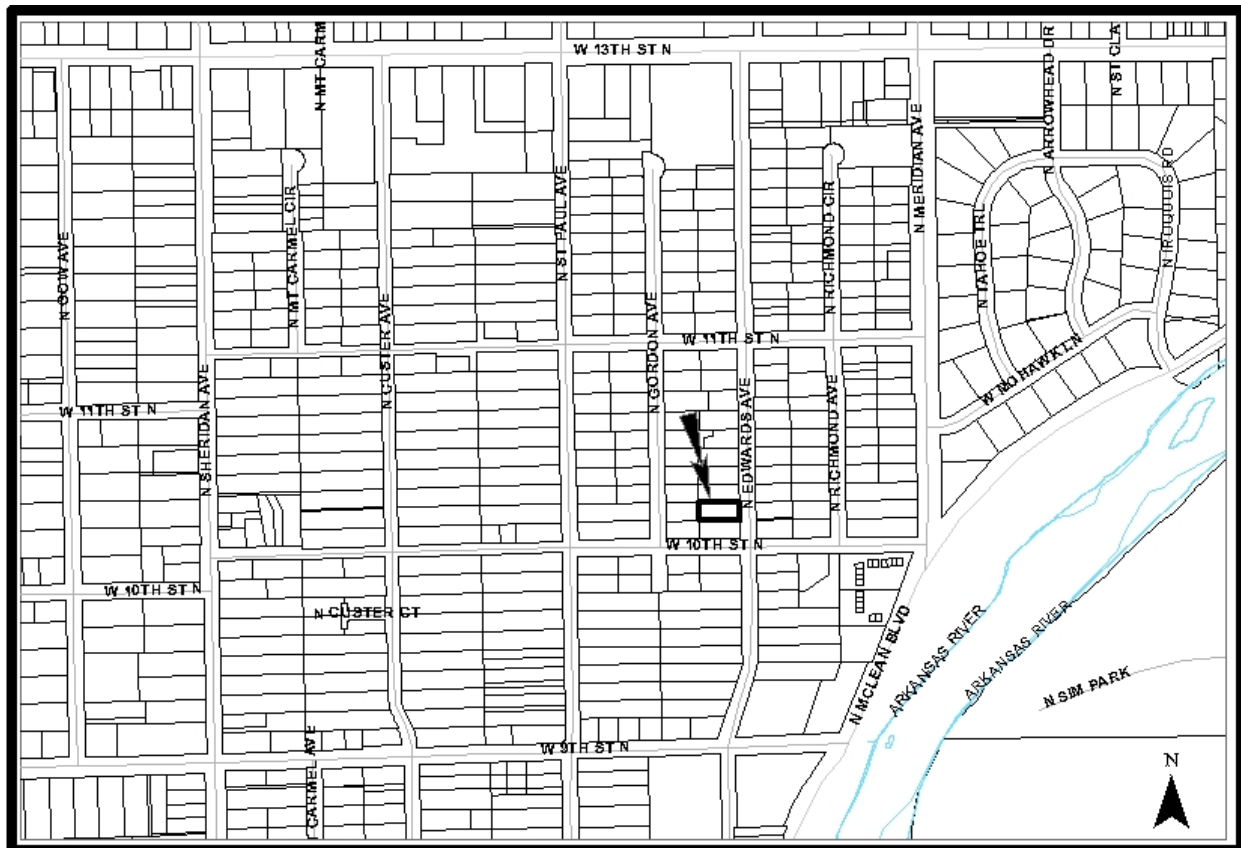 W 13TH ST N
N MT CARM
N ARROWHEAD DR
N ST CLA
N MERIDIAN AVE
N ST PAUL AVE
N MT CARMEL CIR
N RICHMOND CIR
N TAHOE TRL
N IRUQUIS RD
N GOW AVE
N CUSTER AVE
N GORDON AVE
W 11TH ST N
W MOHAWK LN
N SHERIDAN AVE
W 11TH ST N
N EDWARDS AVE
N RICHMOND AVE
W 10TH ST N
W 10TH ST N
N CUSTER CT
N MCLEAN BLVD
ARKANSAS RIVER
ARKANSAS RIVER
N SIM PARK
W 9TH ST N
T CARMEL AVE
N